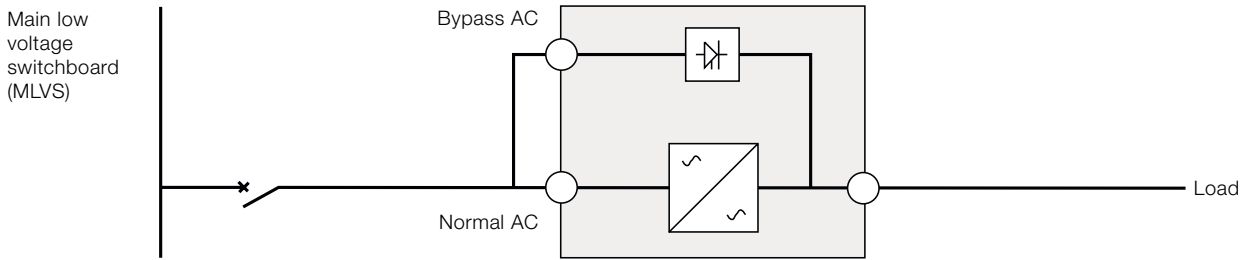 Main low
voltage
switchboard
(MLVS)
Bypass AC
Normal AC
Load